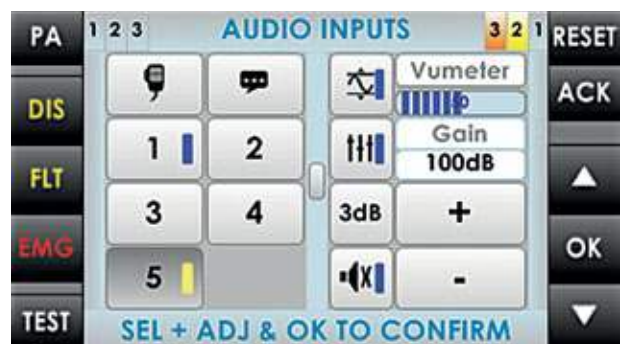 PA
DIS
FLT
EMG
TEST
1 2 3
AUDIO INPUTS
3 2 1
1
2
3
4
5
3dB
Vumeter
Gain
100dB
+
-
SEL + ADJ & OK TO CONFIRM
RESET
ACK
OK